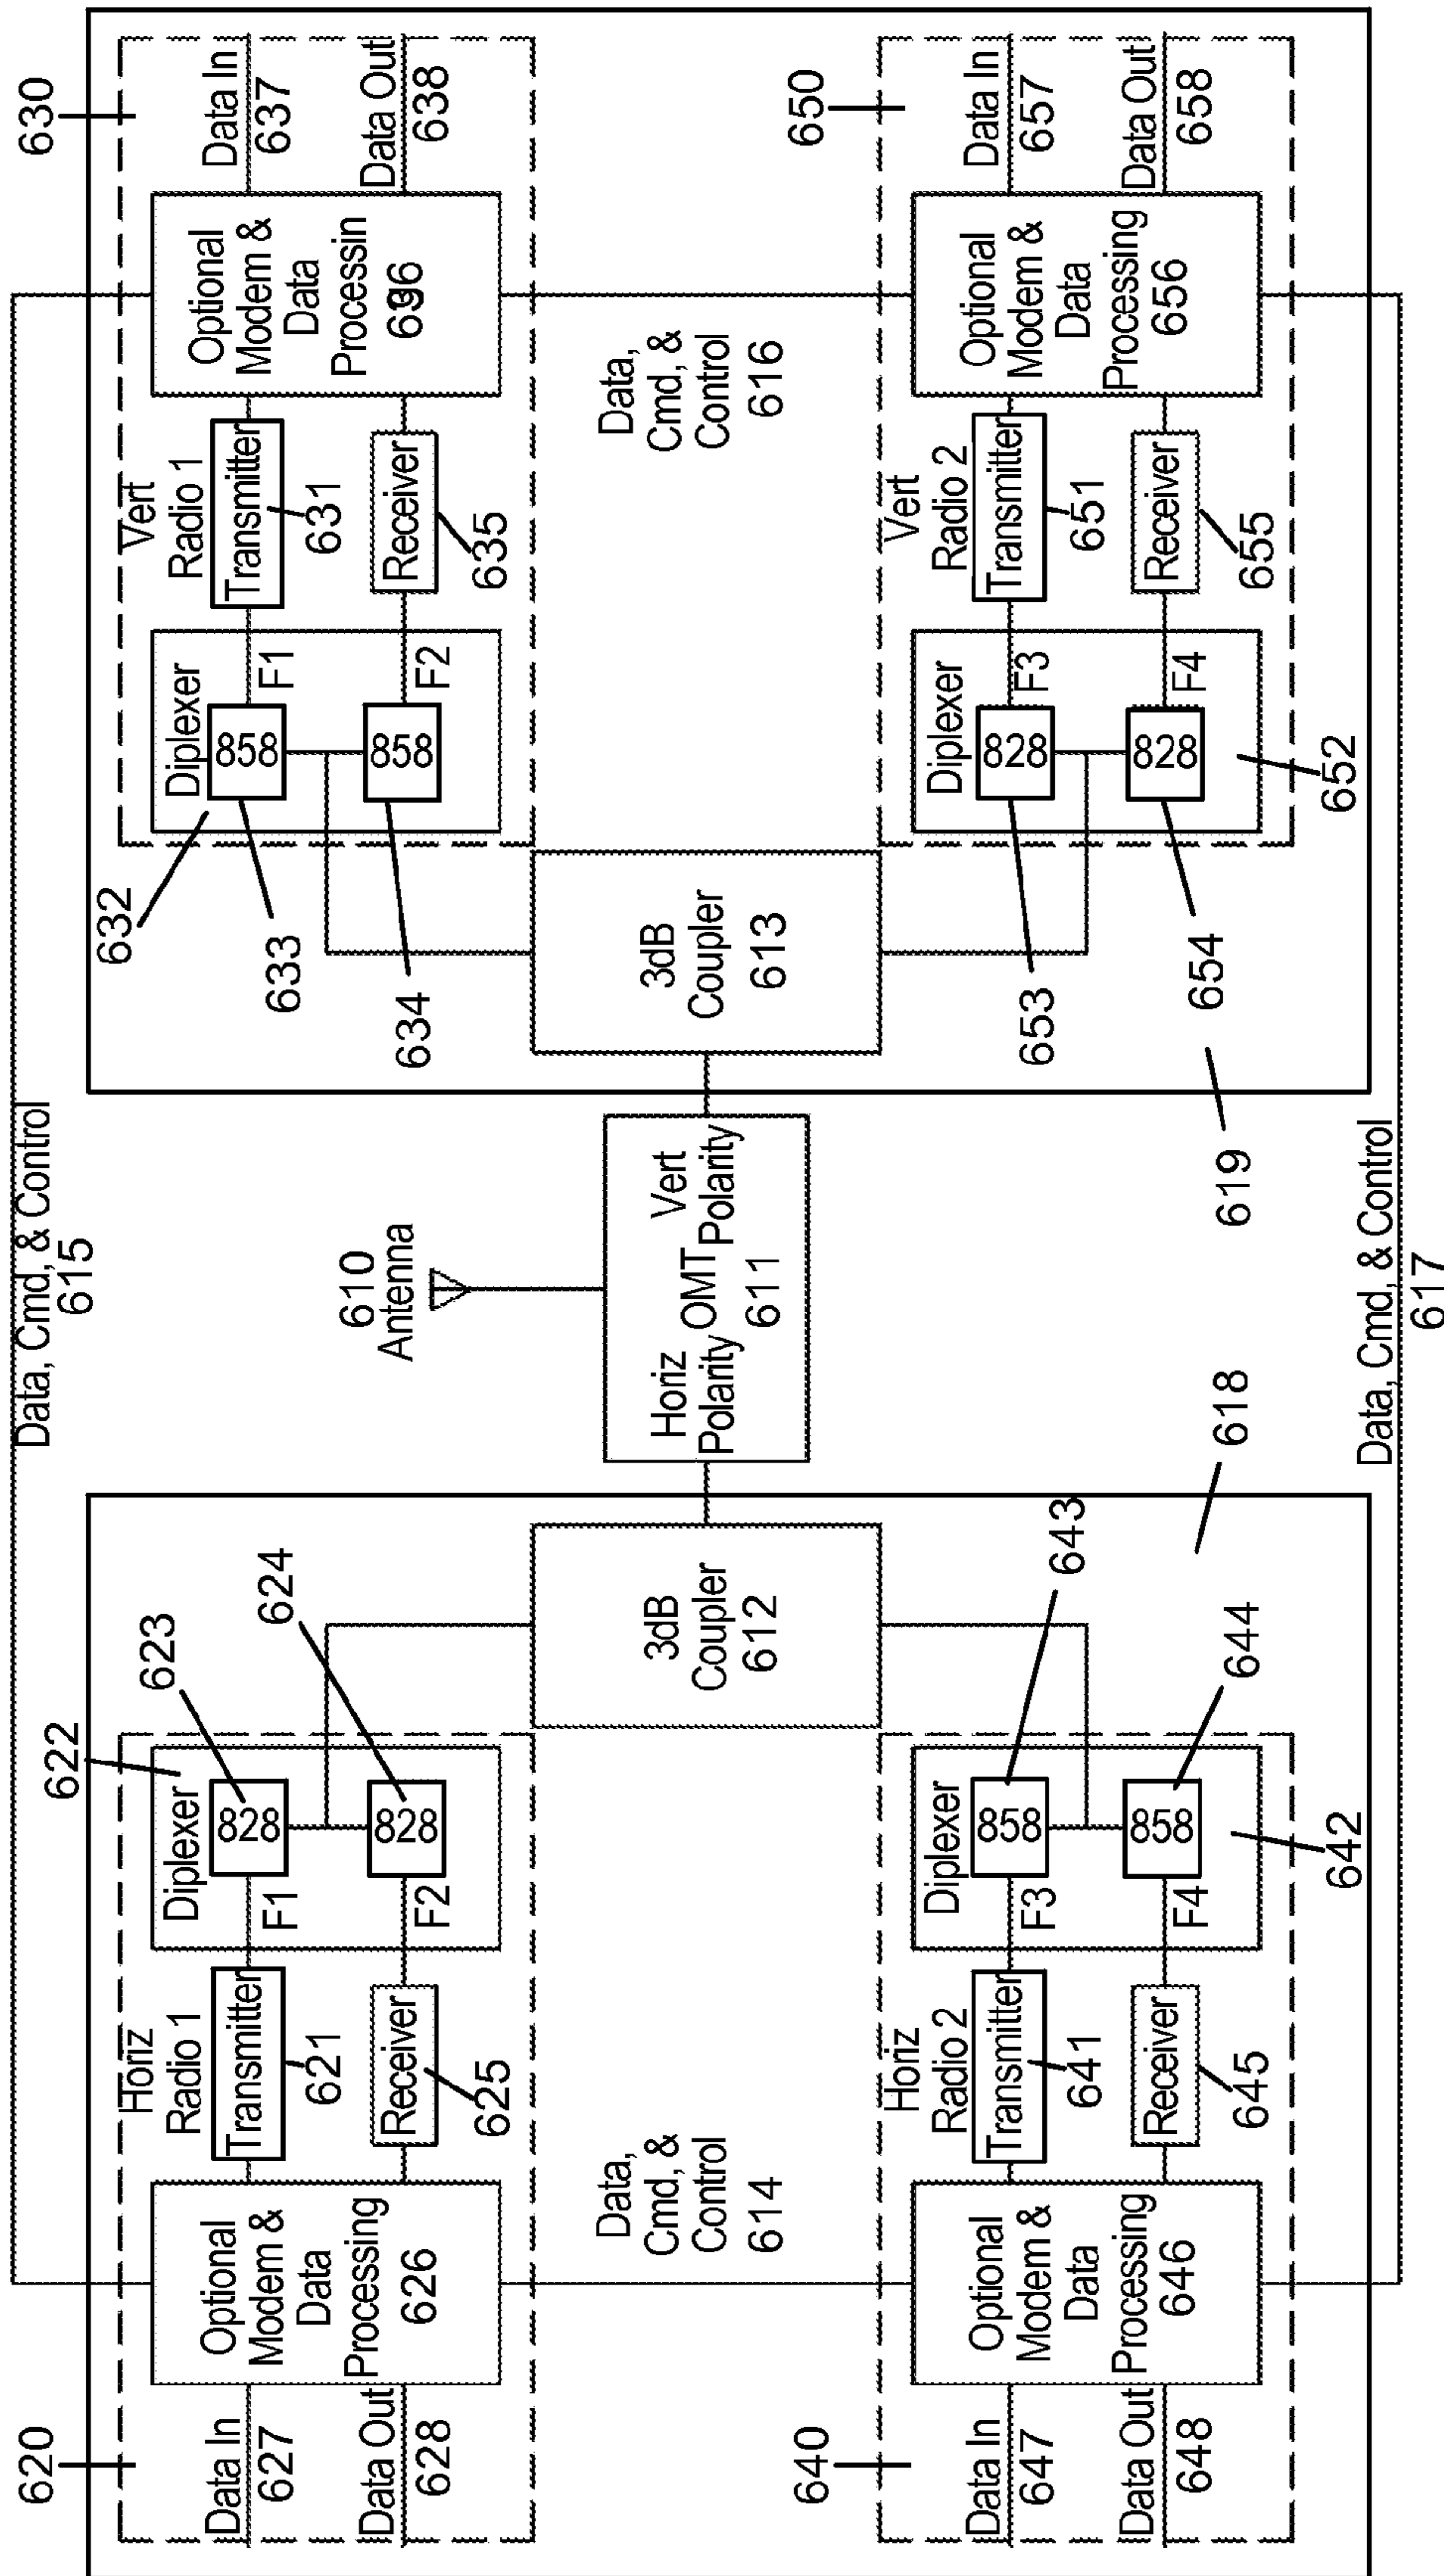 Data, Cmd, & Control
615
620
622
Horiz
Radio 1
Diplexer
623
624
Data In
627
Data Out
628
Optional
Modem &
Data
Processing
626
Transmitter
621
Receiver
625
F1
828
F2
828
610
Antenna
630
632
Vert
Radio 1
Diplexer
858
F1
858
F2
633
634
Transmitter
631
Receiver
635
Optional
Modem &
Data
Processin
Data In
637
Data Out
638
Data,
Cmd, &
Control
614
3dB
Coupler
612
Horiz
Polarity
OMT
611
Vert
Polarity
3dB
Coupler
613
Data,
Cmd, &
Control
616
640
Horiz
Radio 2
Diplexer
Data In
647
Data Out
648
Optional
Modem &
Data
Processing
646
Transmitter
641
Receiver
645
F3
858
F4
858
643
644
642
618
650
Vert
Radio 2
Diplexer
828
F3
828
F4
653
654
652
Transmitter
651
Receiver
655
Optional
Modem &
Data
Processing
656
Data In
657
Data Out
658
619
Data, Cmd, & Control
617